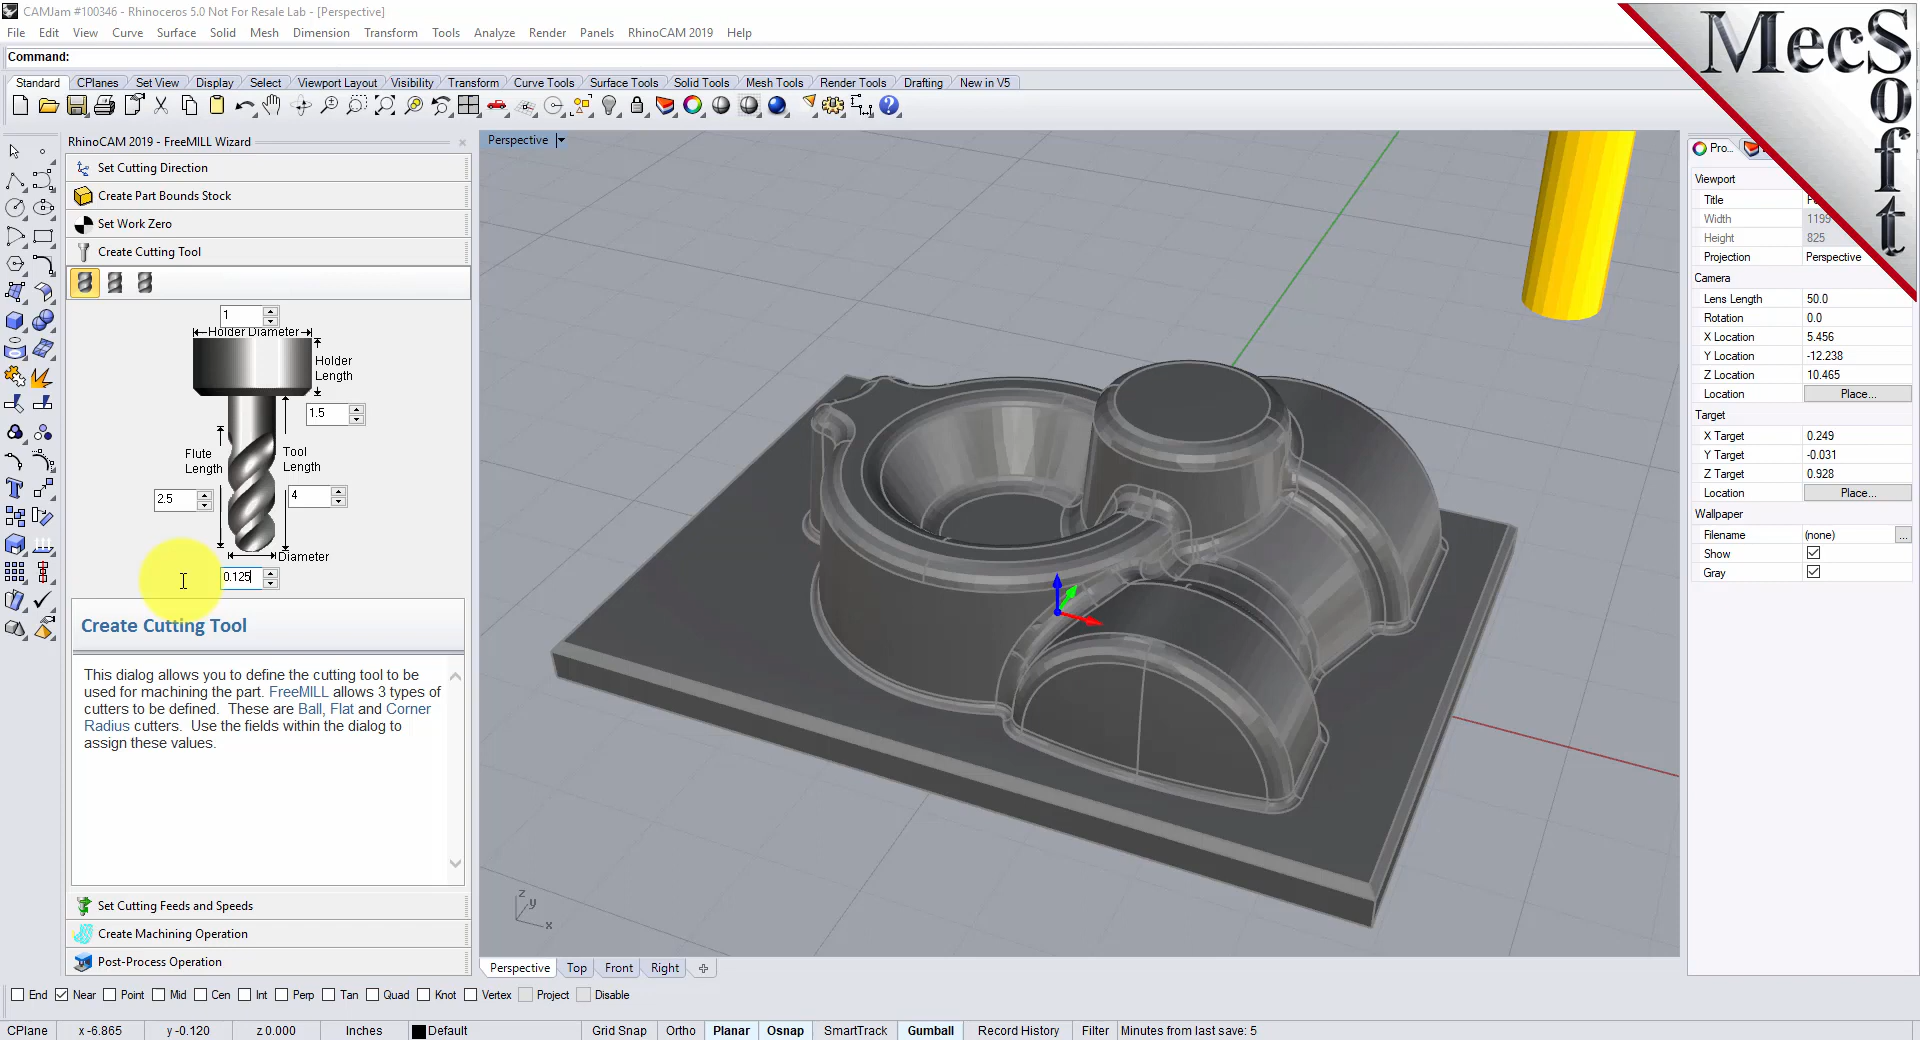 CAMJam #100346 - Rhinoceros 5.0 Not For Resale Lab - [Perspective]
File Edit View Curve Surface Solid Mesh Dimension Transform Tools Analyze Render Panels RhinoCAM 2019 Help
Command:
Standard CPlanes Set View Display Select Viewport Layout Visibility Transform Curve Tools Surface Tools Solid Tools Mesh Tools Render Tools Drafting New in V5
MecSoft
RhinoCAM 2019 - FreeMILL Wizard
Set Cutting Direction
Create Part Bounds Stock
Set Work Zero
Create Cutting Tool
1
Holder Diameter
Holder
Length
1.5
Flute
Length
Tool
Length
2.5
4
Diameter
0.125
Create Cutting Tool
This dialog allows you to define the cutting tool to be
used for machining the part. FreeMILL allows 3 types of
cutters to be defined. These are Ball, Flat and Corner
Radius cutters. Use the fields within the dialog to
assign these values.
Set Cutting Feeds and Speeds
Create Machining Operation
Post-Process Operation
Perspective
z
y
x
Perspective Top Front Right
Pro...
Viewport
Title
Width 1199
Height 825
Projection Perspective
Camera
Lens Length 50.0
Rotation 0.0
X Location 5.456
Y Location -12.238
Z Location 10.465
Location Place...
Target
X Target 0.249
Y Target -0.031
Z Target 0.928
Location Place...
Wallpaper
Filename (none) ...
Show
Gray
End Near Point Mid Cen Int Perp Tan Quad Knot Vertex Project Disable
CPlane x -6.865 y -0.120 z 0.000 Inches Default Grid Snap Ortho Planar Osnap SmartTrack Gumball Record History Filter Minutes from last save: 5